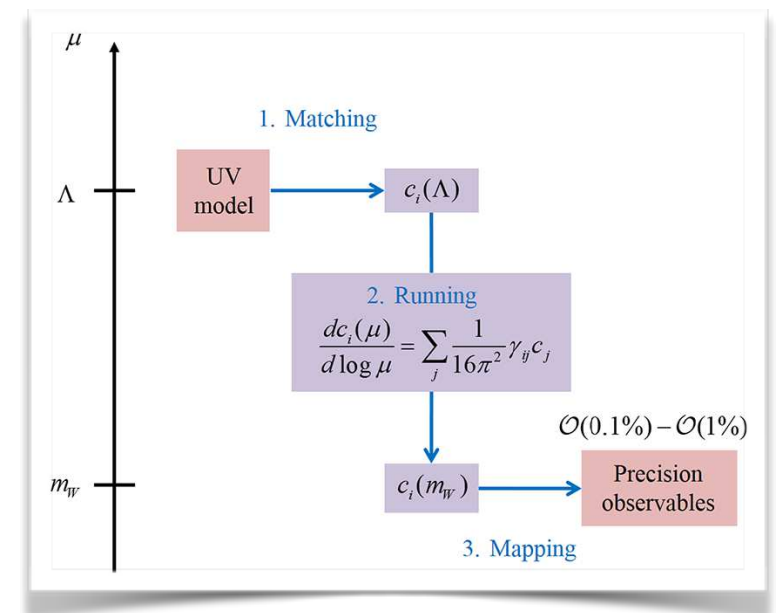 μ
1. Matching
Λ
UV
model
c_i(Λ)
2. Running
dc_i(μ)/d log μ = ∑_j 1/16π² γ_ij c_j
𝒪(0.1%) – 𝒪(1%)
m_W
c_i(m_W)
Precision
observables
3. Mapping